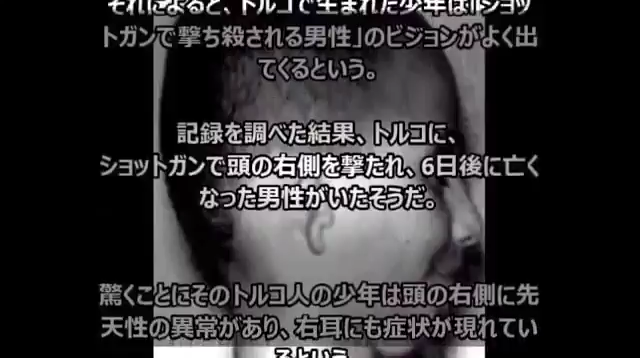 それによると、トルコで生まれた少年は「ショッ
トガンで撃ち殺される男性」のビジョンがよく出
てくるという。
記録を調べた結果、トルコに、
ショットガンで頭の右側を撃たれ、6日後に亡く
なった男性がいたそうだ。
驚くことにそのトルコ人の少年は頭の右側に先
天性の異常があり、右耳にも症状が現れてい
るという